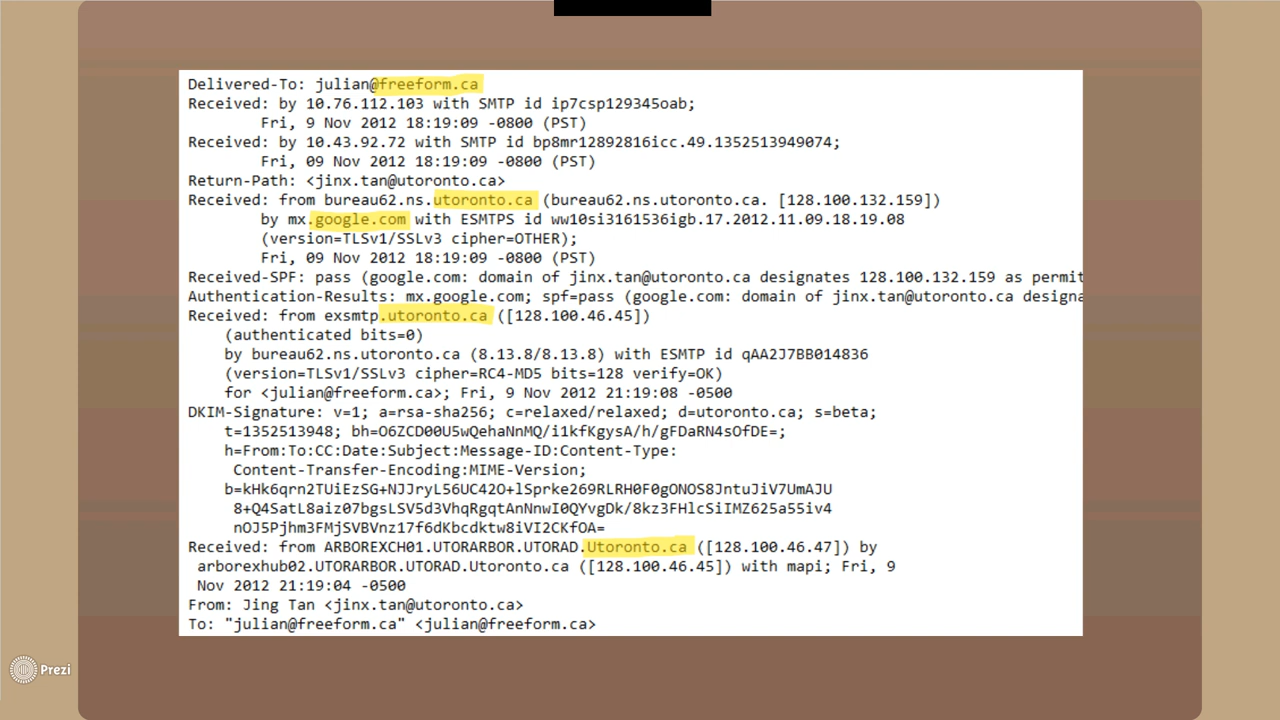 Delivered-To: julian@freeform.ca
Received: by 10.76.112.103 with SMTP id ip7csp129345oab;
Fri, 9 Nov 2012 18:19:09 -0800 (PST)
Received: by 10.43.92.72 with SMTP id bp8mr12892816icc.49.1352513949074;
Fri, 09 Nov 2012 18:19:09 -0800 (PST)
Return-Path: <jinx.tan@utoronto.ca>
Received: from bureau62.ns.utoronto.ca (bureau62.ns.utoronto.ca. [128.100.132.159])
by mx.google.com with ESMTPS id ww10si3161536igb.17.2012.11.09.18.19.08
(version=TLSv1/SSLv3 cipher=OTHER);
Fri, 09 Nov 2012 18:19:09 -0800 (PST)
Received-SPF: pass (google.com: domain of jinx.tan@utoronto.ca designates 128.100.132.159 as permit
Authentication-Results: mx.google.com; spf=pass (google.com: domain of jinx.tan@utoronto.ca designa
Received: from exsmtp.utoronto.ca ([128.100.46.45])
(authenticated bits=0)
by bureau62.ns.utoronto.ca (8.13.8/8.13.8) with ESMTP id qAA2J7BB014836
(version=TLSv1/SSLv3 cipher=RC4-MD5 bits=128 verify=OK)
for <julian@freeform.ca>; Fri, 9 Nov 2012 21:19:08 -0500
DKIM-Signature: v=1; a=rsa-sha256; c=relaxed/relaxed; d=utoronto.ca; s=beta;
t=1352513948; bh=O6ZCD00U5wQehaNnMQ/i1kfKgysA/h/gFDaRN4sOfDE=;
h=From:To:CC:Date:Subject:Message-ID:Content-Type:
Content-Transfer-Encoding:MIME-Version;
b=kHk6qrn2TUiEzSG+NJJryL56UC42O+lSprke269RLRH0F0gONOS8JntuJiV7UmAJU
8+Q4SatL8aiz07bgsLSV5d3VhqRgqtAnNnwI0QYvgDk/8kz3FHlcSiIMZ625a55iv4
nOJ5Pjhm3FMjSVBVnz17f6dKbcdktw8iVI2CKfOA=
Received: from ARBOREXCH01.UTORARBOR.UTORAD.Utoronto.ca ([128.100.46.47]) by
arborexhub02.UTORARBOR.UTORAD.Utoronto.ca ([128.100.46.45]) with mapi; Fri, 9
Nov 2012 21:19:04 -0500
From: Jing Tan <jinx.tan@utoronto.ca>
To: "julian@freeform.ca" <julian@freeform.ca>
Prezi